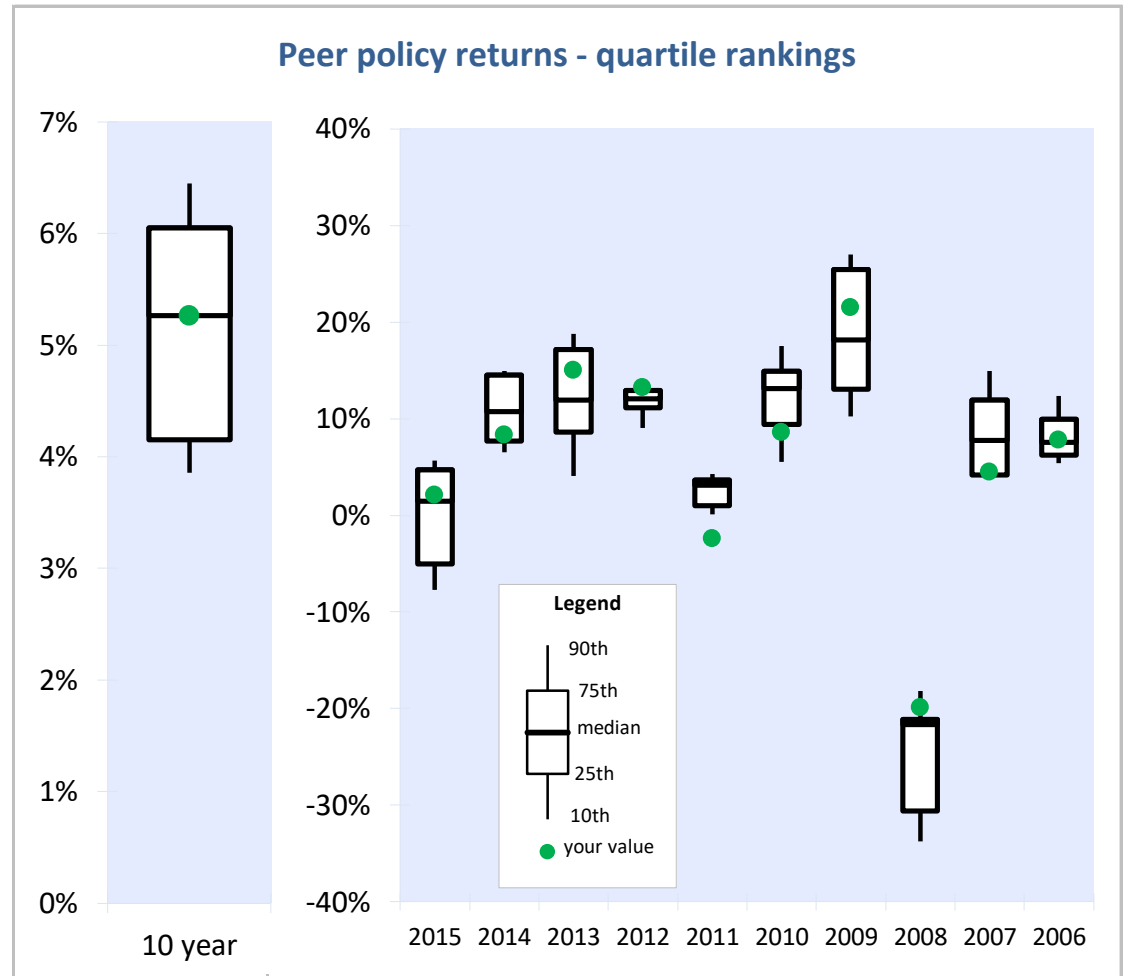 Peer policy returns - quartile rankings
7%
6%
5%
4%
3%
2%
1%
0%
10 year
40%
30%
20%
10%
0%
-10%
-20%
-30%
-40%
Legend
90th
75th
median
25th
10th
your value
2015 2014 2013 2012 2011 2010 2009 2008 2007 2006